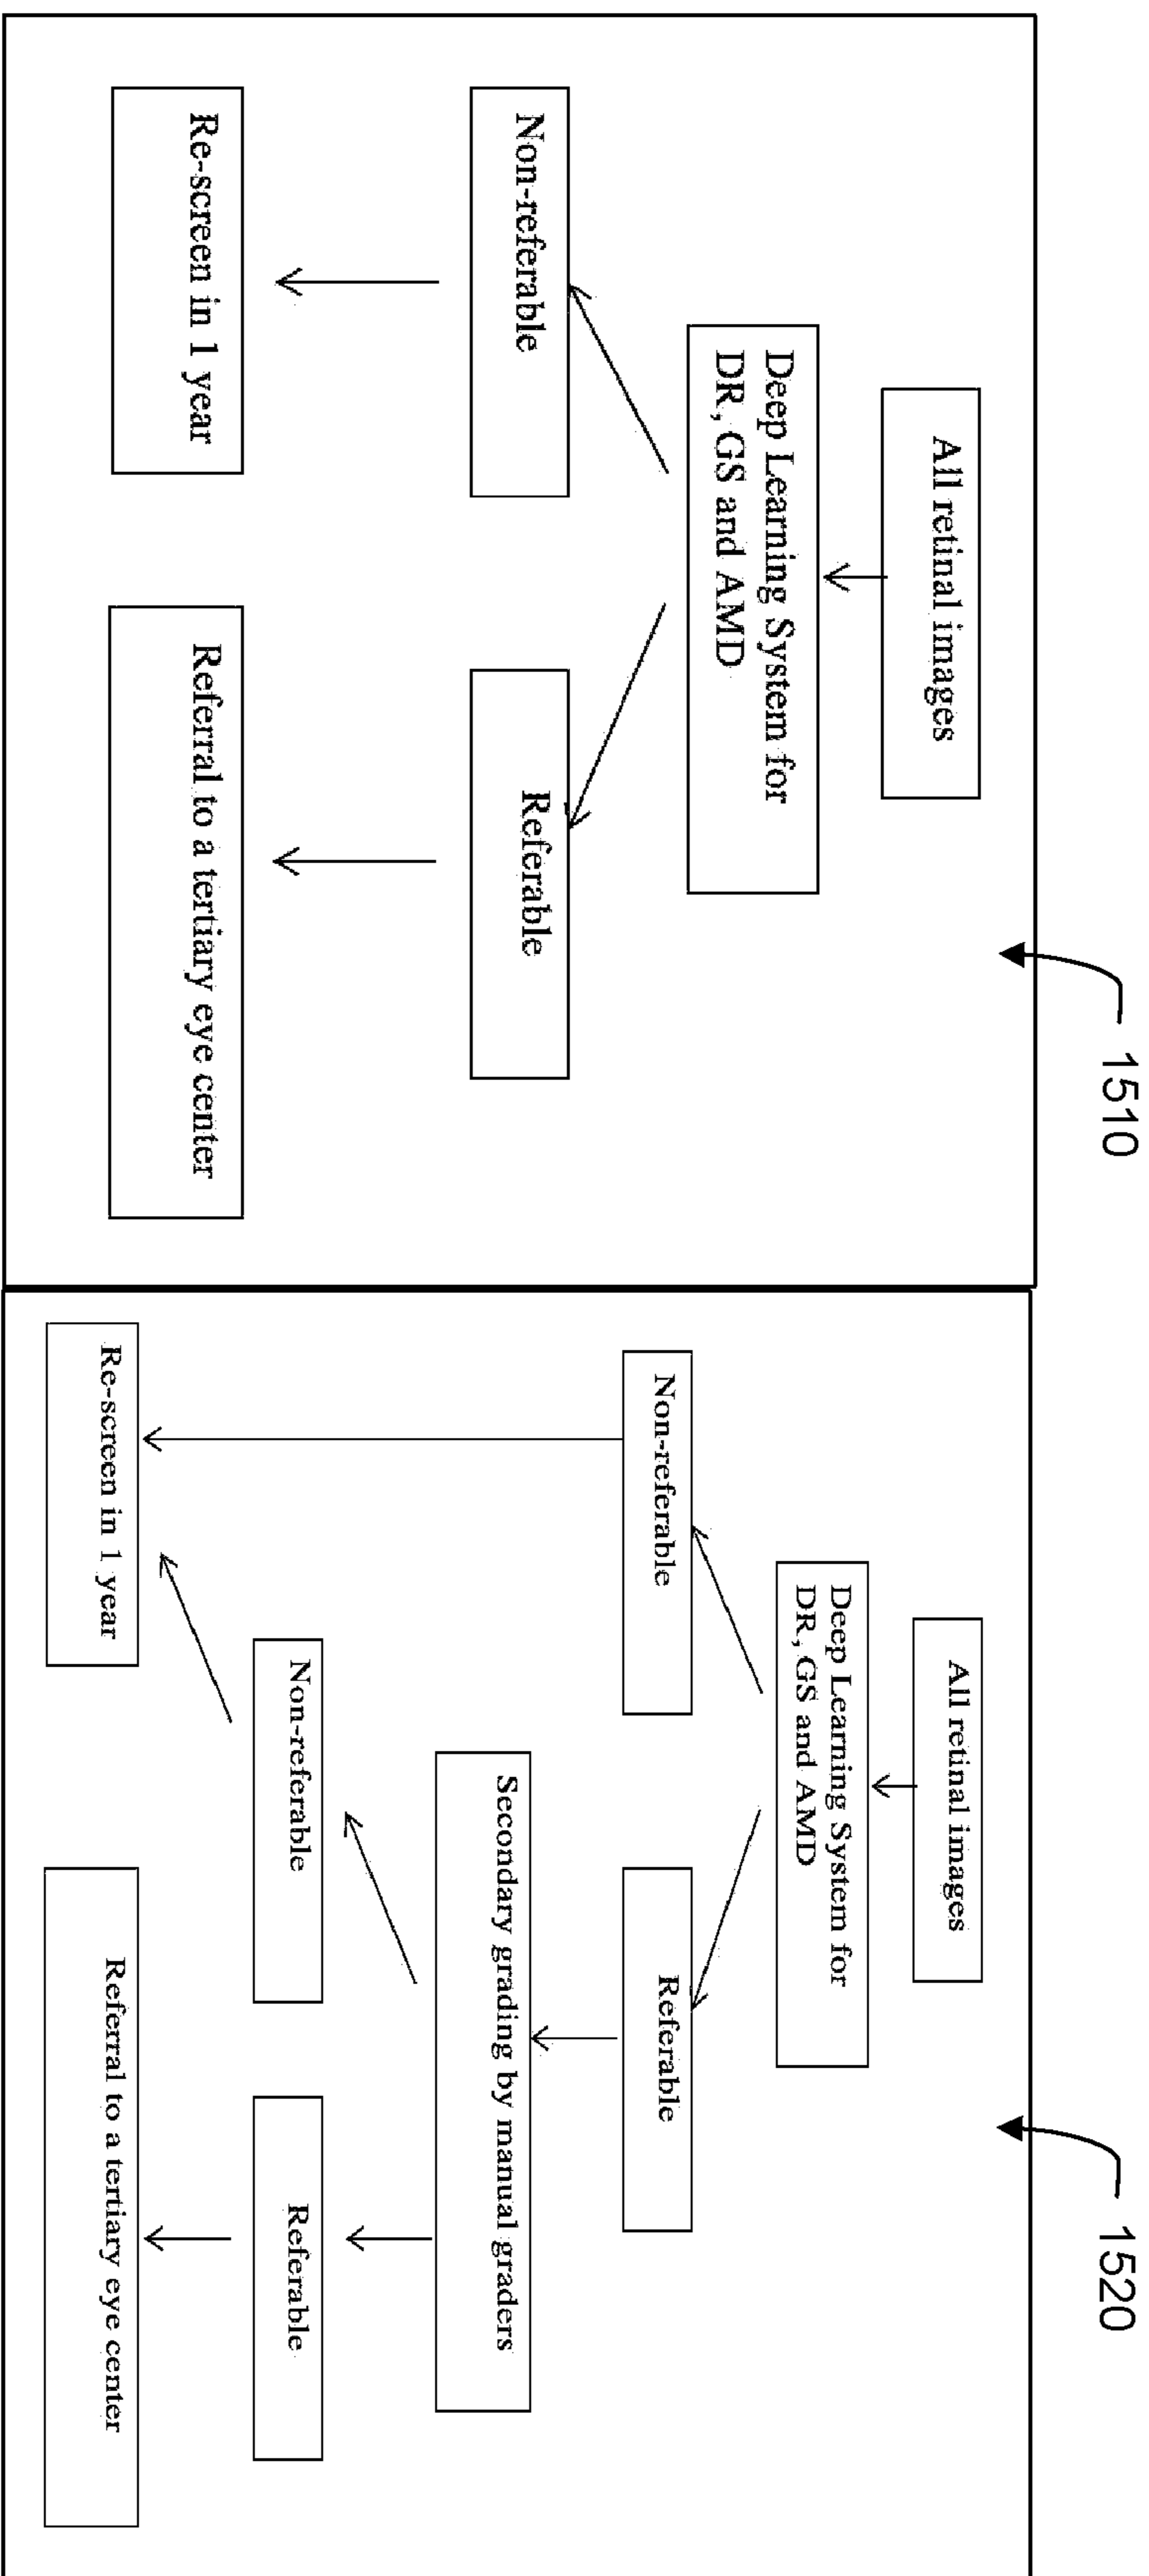 1510
All retinal images
Deep Learning System for
DR, GS and AMD
Non-referable
Referable
Re-screen in 1 year
Referral to a tertiary eye center
1520
All retinal images
Deep Learning System for
DR, GS and AMD
Non-referable
Referable
Secondary grading by manual graders
Non-referable
Referable
Re-screen in 1 year
Referral to a tertiary eye center